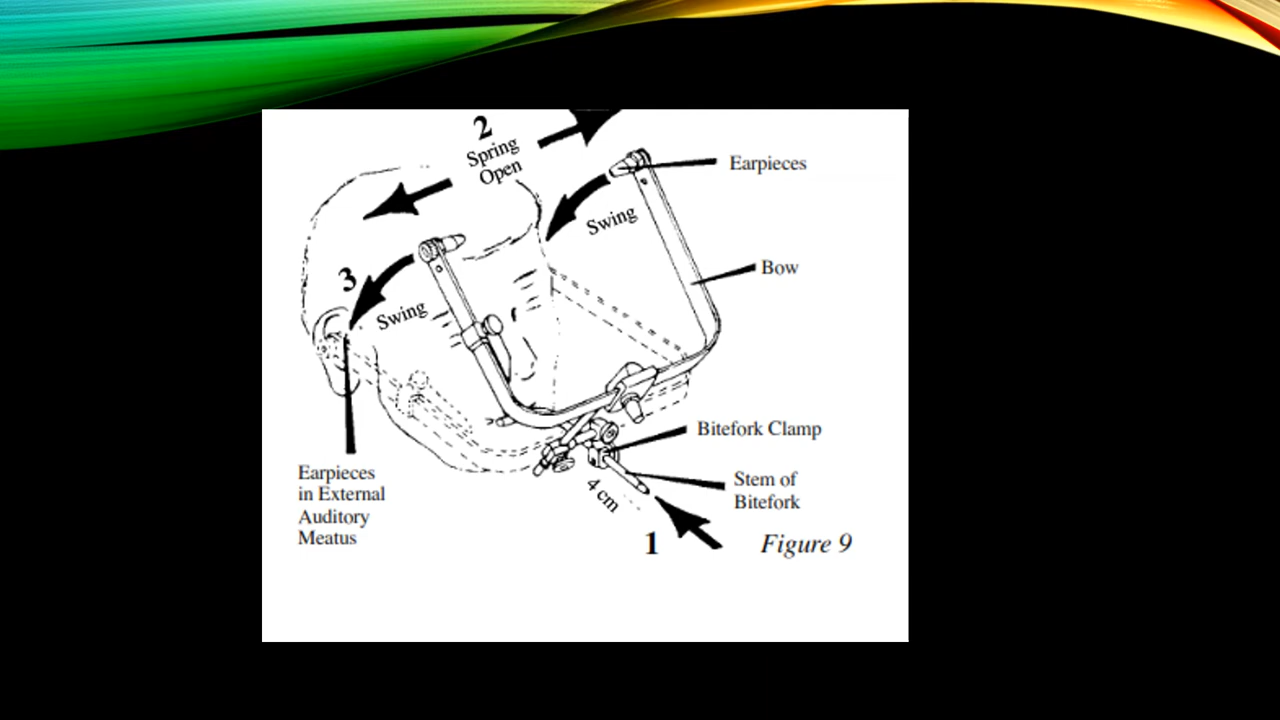 2
Spring
Open
Earpieces
Swing
Bow
3
Swing
Bitefork Clamp
Earpieces
in External
Auditory
Meatus
4 cm
Stem of
Bitefork
1
Figure 9